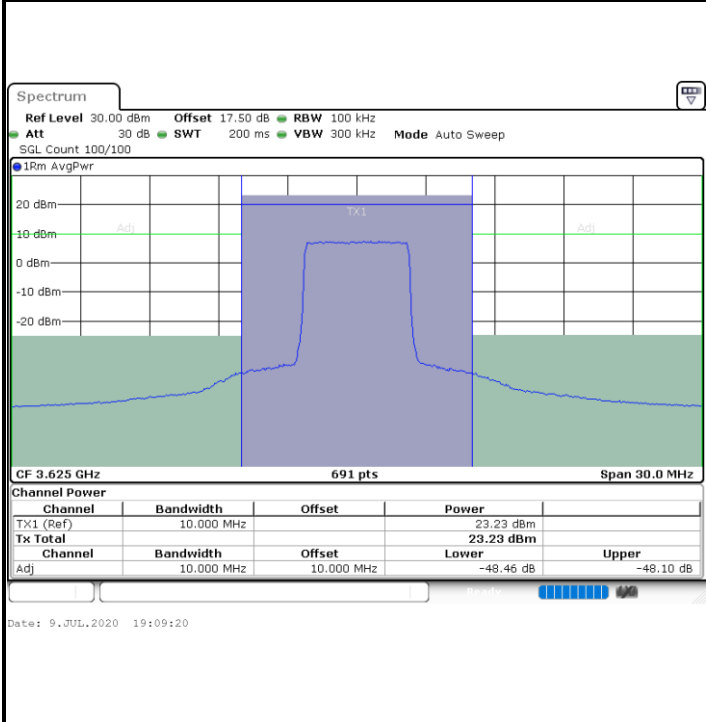 Spectrum
Ref Level 30.00 dBm Offset 17.50 dB RBW 100 kHz
Att 30 dB SWT 200 ms VBW 300 kHz Mode Auto Sweep
SGL Count 100/100
1Rm AvgPwr
20 dBm
TX1
Adj Adj
10 dBm
0 dBm
-10 dBm
-20 dBm
CF 3.625 GHz 691 pts Span 30.0 MHz
Channel Power
Channel Bandwidth Offset Power
TX1 (Ref) 10.000 MHz 23.23 dBm
Tx Total 23.23 dBm
Channel Bandwidth Offset Lower Upper
Adj 10.000 MHz 10.000 MHz -48.46 dB -48.10 dB
Ready
Date: 9.JUL.2020 19:09:20